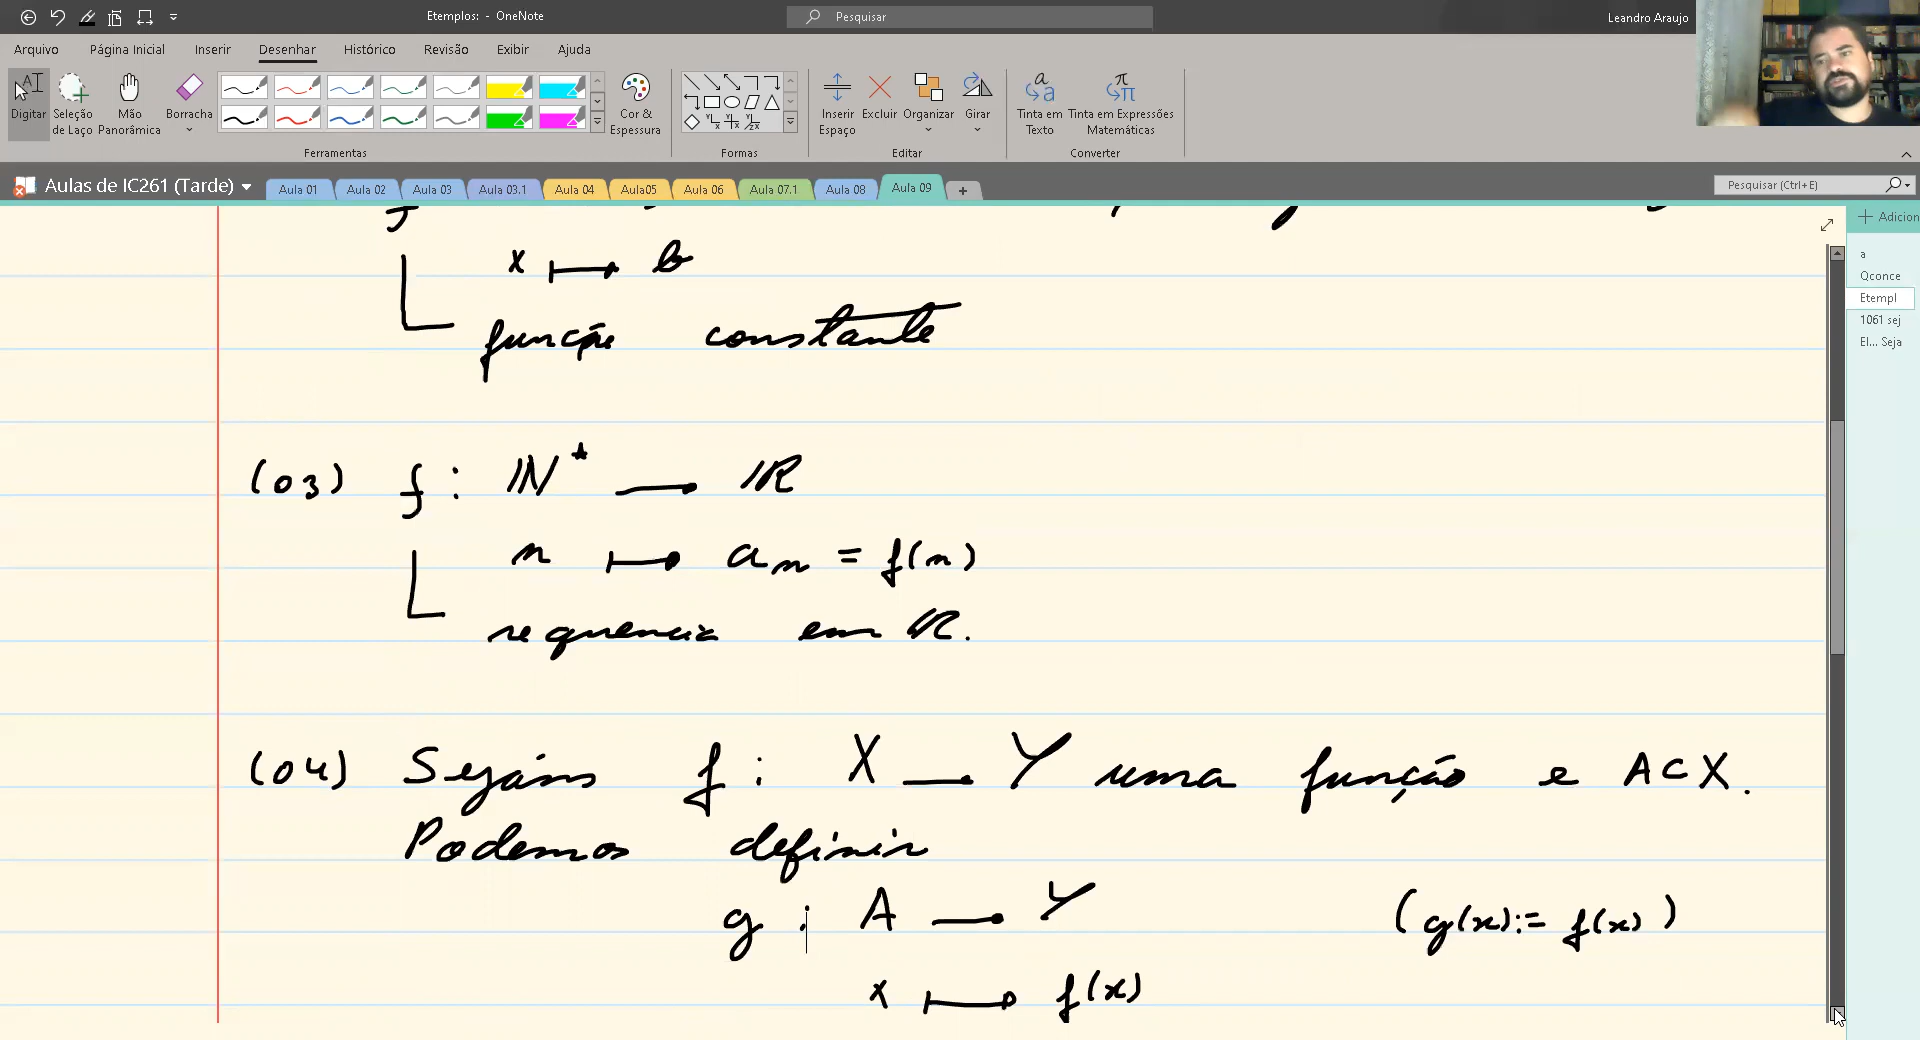 Etemplos: - OneNote
Pesquisar
Leandro Araujo
Arquivo Página Inicial Inserir Desenhar Histórico Revisão Exibir Ajuda
Digitar
Seleção de Laço
Mão Panorâmica
Borracha
Cor & Espessura
Inserir Espaço
Excluir
Organizar
Girar
Tinta em Texto
Tinta em Expressões Matemáticas
Ferramentas Formas Editar Converter
Aulas de IC261 (Tarde) Aula 01 Aula 02 Aula 03 Aula 03.1 Aula 04 Aula05 Aula 06 Aula 07.1 Aula 08 Aula 09
Pesquisar (Ctrl+E)
Adicion
a
Qconce
Etempl
1061 sej
El... Seja
x ⟼ b
função constante
(03) f : ℕ* → ℝ
n ⟼ aₙ = f(n)
sequencia em ℝ.
(04) Sejam f : X → Y uma função e A⊂X.
Podemos definir
g : A → Y (g(x):= f(x))
x ⟼ f(x)